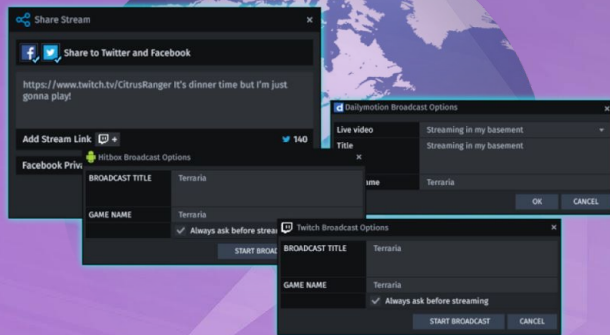 Share Stream
Share to Twitter and Facebook
https://www.twitch.tv/CitrusRanger It's dinner time but I'm just
gonna play!
Add Stream Link
140
Facebook
Dailymotion Broadcast Options
Live video
Streaming in my basement
Title
Streaming in my basement
Terraria
OK
CANCEL
Hitbox Broadcast Options
BROADCAST TITLE
Terraria
GAME NAME
Terraria
Always ask before
START
Twitch Broadcast Options
BROADCAST TITLE
Terraria
GAME NAME
Terraria
Always ask before streaming
START BROADCAST
CANCEL